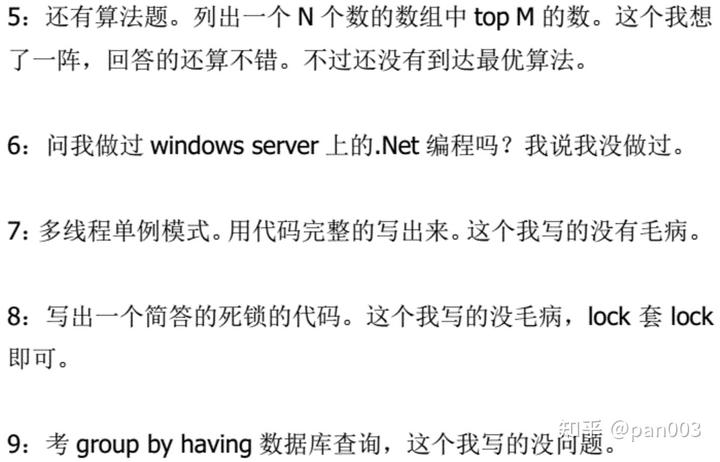 5：还有算法题。列出一个 N 个数的数组中 top M 的数。这个我想
了一阵，回答的还算不错。不过还没有到达最优算法。
6：问我做过 windows server 上的.Net 编程吗？我说我没做过。
7：多线程单例模式。用代码完整的写出来。这个我写的没有毛病。
8：写出一个简答的死锁的代码。这个我写的没毛病，lock 套 lock
即可。
9：考 group by having 数据库查询，这个我写的没问题。
知乎 @pan003